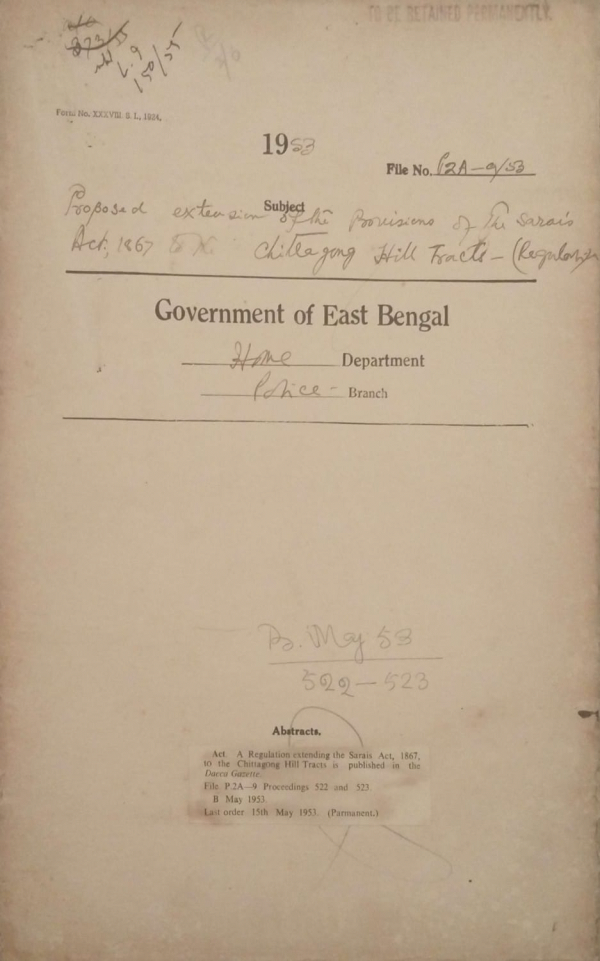 TO BE RETAINED PERMANENTLY.
Form No. XXXVIII. S. I., 1924.
1953
File No. P2A-9/53
Subject
Proposed extension of the Provisions of the Sarais
Act, 1867 to the Chittagong Hill Tracts - (Regulation
Government of East Bengal
Home Department
Police - Branch
B. May 53
522-523
Abstracts.
Act. A Regulation extending the Sarais Act, 1867,
to the Chittagong Hill Tracts is published in the
Dacca Gazette.
File P.2A—9 Proceedings 522 and 523.
B May 1953.
Last order 15th May 1953. (Parmanent.)